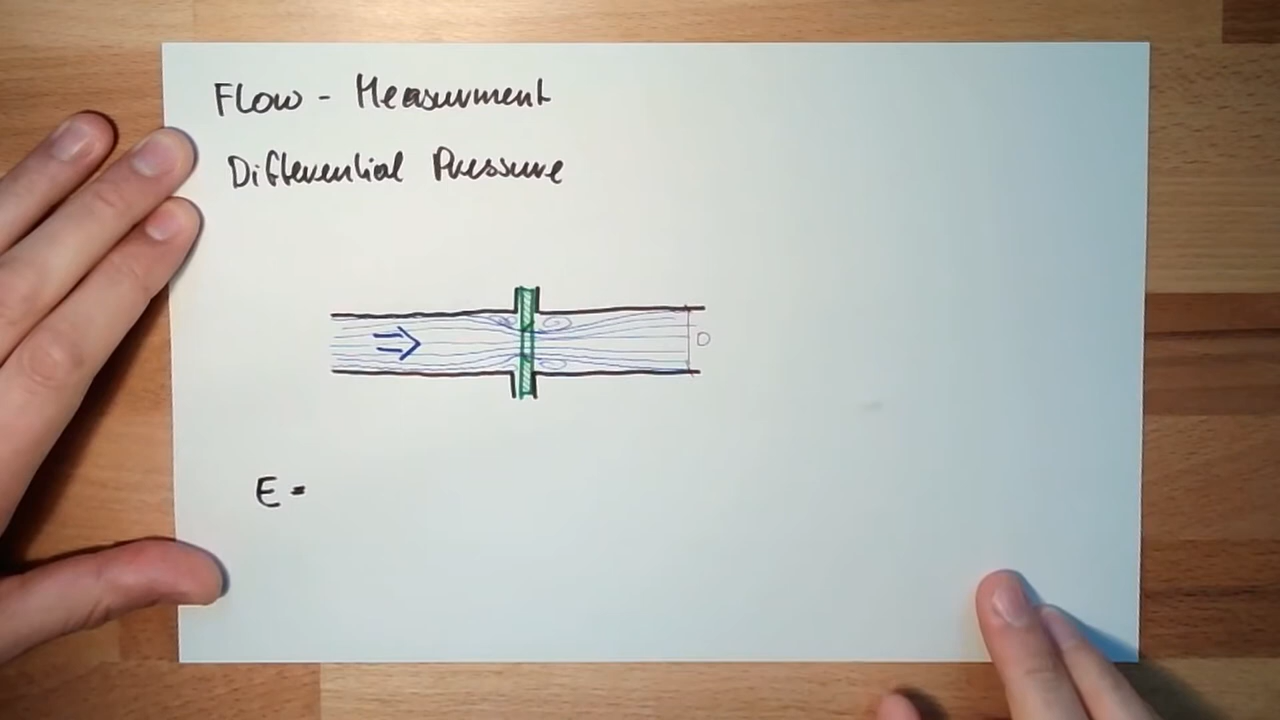 Flow - Measurment
Differential Pressure
D
E =